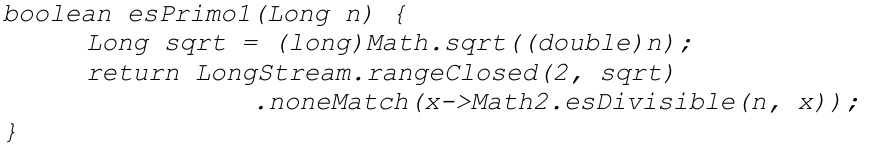 boolean esPrimo1(Long n) {
Long sqrt = (long)Math.sqrt((double)n);
return LongStream.rangeClosed(2, sqrt)
.noneMatch(x->Math2.esDivisible(n, x));
}